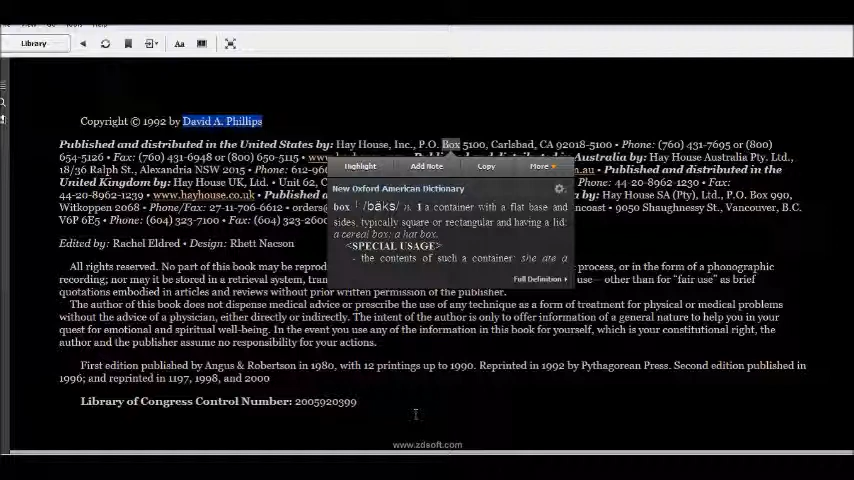 Library
Aa
Copyright © 1992 by David A. Phillips
Published and distributed in the United States by: Hay House, Inc., P.O. Box 5100, Carlsbad, CA 92018-5100 • Phone: (760) 431-7695 or (800)
654-5126 • Fax: (760) 431-6948 or (800) 650-5115 • Australia by: Hay House Australia Pty. Ltd.,
18/36 Ralph St., Alexandria NSW 2015 • Phone: 612-96
United Kingdom by: Hay House UK, Ltd. • Unit 62, Phone: 44-20-8962-1230 • Fax:
44-20-8962-1239 • www.hayhouse.co.uk • Published by: Hay House SA (Pty), Ltd., P.O. Box 990,
Witkoppen 2068 • Phone/Fax: 27-11-706-6612 • orders • 9050 Shaughnessy St., Vancouver, B.C.
V6P 6E5 • Phone: (604) 323-7100 • Fax: (604) 323-260
Highlight Add Note Copy More
New Oxford American Dictionary
box /bäks/ n. 1 a container with a flat base and
sides, typically square or rectangular and having a lid:
a cereal box: a hat box.
<SPECIAL USAGE>
- the contents of such a container: she ate a
Full Definition
Edited by: Rachel Eldred • Design: Rhett Nacson
All rights reserved. No part of this book may be process, or in the form of a phonographic
recording; nor may it be stored in a retrieval system, use— other than for “fair use” as brief
quotations embodied in articles and reviews without prior written permission of the publisher.
The author of this book does not dispense medical advice or prescribe the use of any technique as a form of treatment for physical or medical problems
without the advice of a physician, either directly or indirectly. The intent of the author is only to offer information of a general nature to help you in your
quest for emotional and spiritual well-being. In the event you use any of the information in this book for yourself, which is your constitutional right, the
author and the publisher assume no responsibility for your actions.
First edition published by Angus & Robertson in 1980, with 12 printings up to 1990. Reprinted in 1992 by Pythagorean Press. Second edition published in
1996; and reprinted in 1197, 1998, and 2000
Library of Congress Control Number: 2005920399
www.zdsoft.com